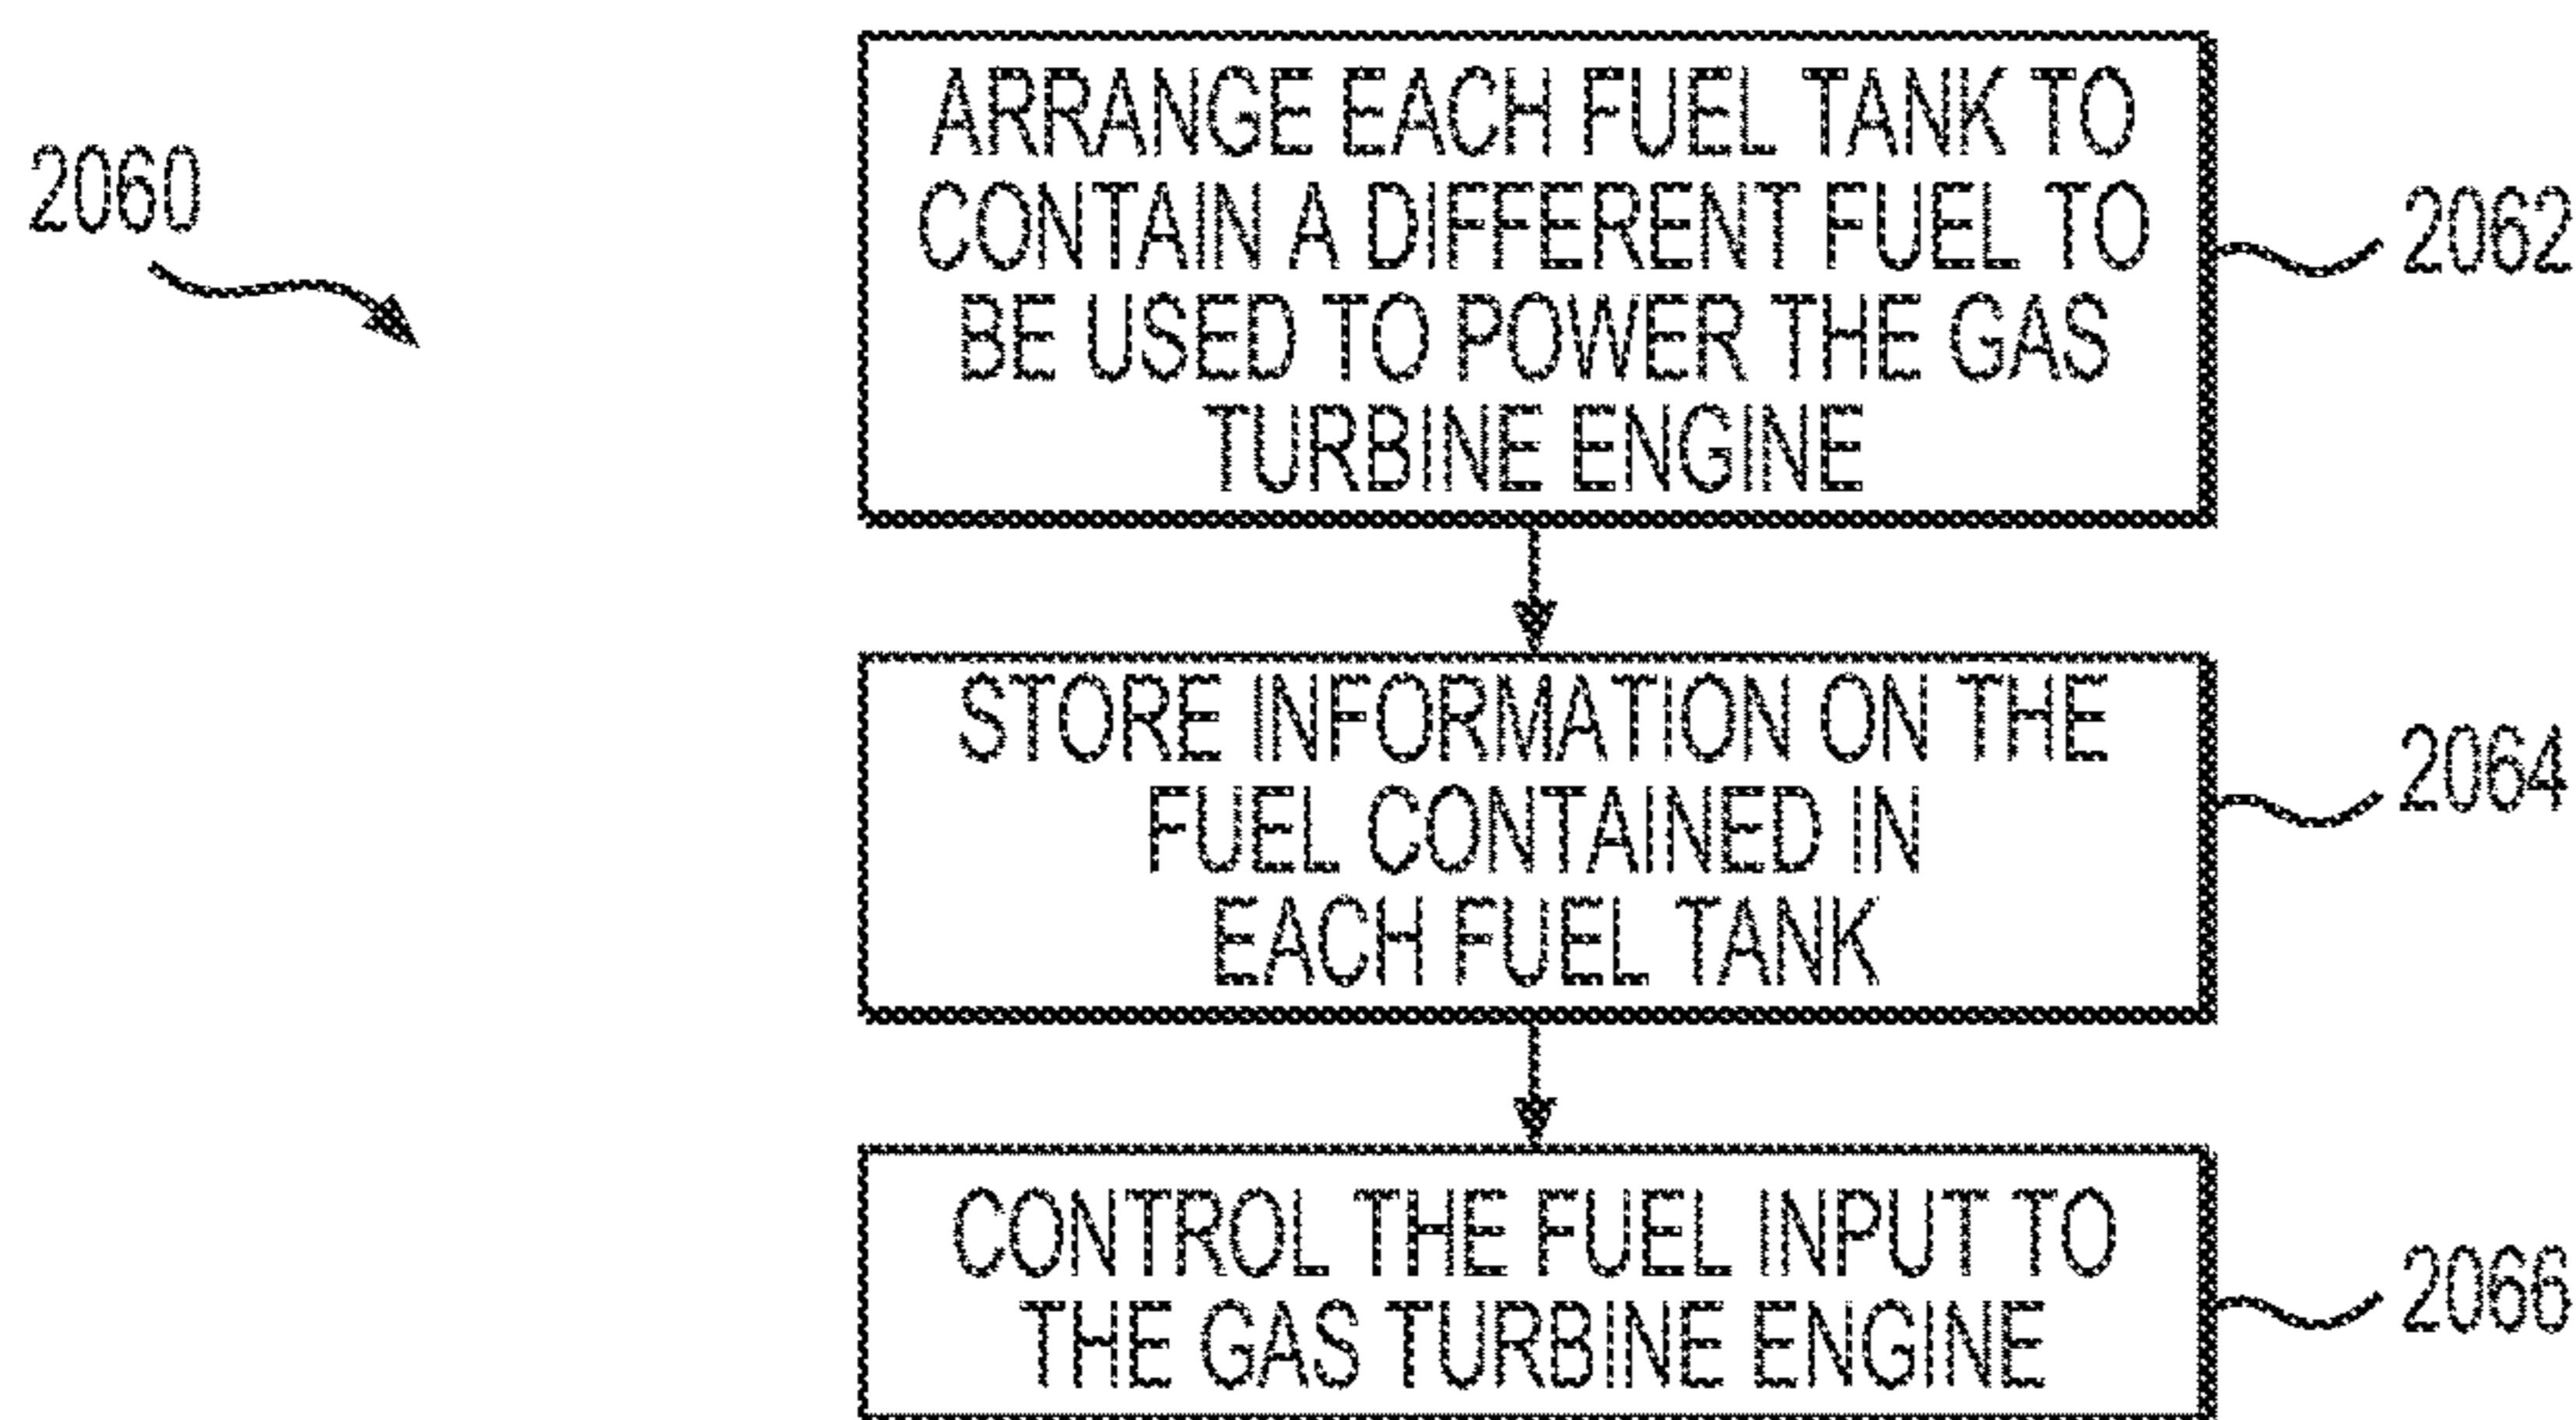 2060
ARRANGE EACH FUEL TANK TO
CONTAIN A DIFFERENT FUEL TO
BE USED TO POWER THE GAS
TURBINE ENGINE
2062
STORE INFORMATION ON THE
FUEL CONTAINED IN
EACH FUEL TANK
2064
CONTROL THE FUEL INPUT TO
THE GAS TURBINE ENGINE
2066